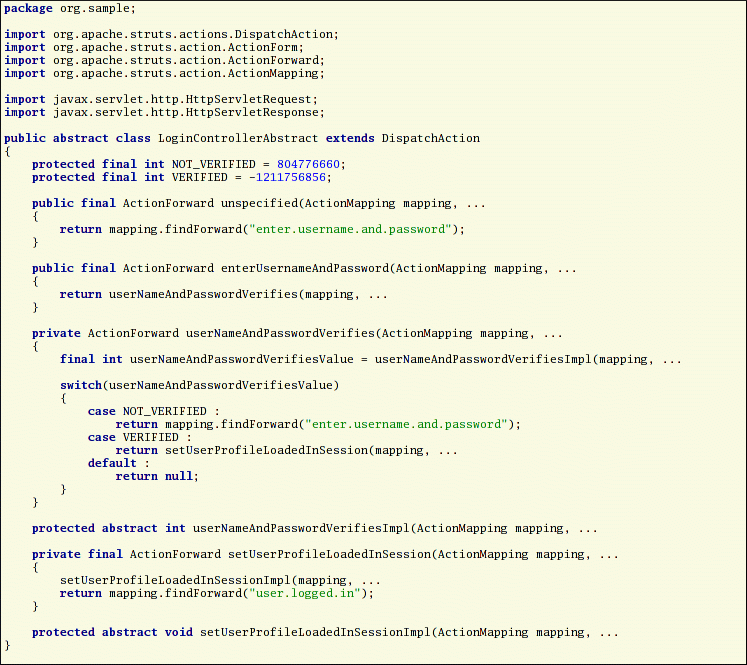 package org.sample;

import org.apache.struts.actions.DispatchAction;
import org.apache.struts.action.ActionForm;
import org.apache.struts.action.ActionForward;
import org.apache.struts.action.ActionMapping;

import javax.servlet.http.HttpServletRequest;
import javax.servlet.http.HttpServletResponse;

public abstract class LoginControllerAbstract extends DispatchAction
{
    protected final int NOT_VERIFIED = 804776660;
    protected final int VERIFIED = -1211756856;

    public final ActionForward unspecified(ActionMapping mapping, ...
    {
        return mapping.findForward("enter.username.and.password");
    }

    public final ActionForward enterUsernameAndPassword(ActionMapping mapping, ...
    {
        return userNameAndPasswordVerifies(mapping, ...
    }

    private ActionForward userNameAndPasswordVerifies(ActionMapping mapping, ...
    {
        final int userNameAndPasswordVerifiesValue = userNameAndPasswordVerifiesImpl(mapping, ...

        switch(userNameAndPasswordVerifiesValue)
        {
            case NOT_VERIFIED :
                return mapping.findForward("enter.username.and.password");
            case VERIFIED :
                return setUserProfileLoadedInSession(mapping, ...
            default :
                return null;
        }
    }

    protected abstract int userNameAndPasswordVerifiesImpl(ActionMapping mapping, ...

    private final ActionForward setUserProfileLoadedInSession(ActionMapping mapping, ...
    {
        setUserProfileLoadedInSessionImpl(mapping, ...
        return mapping.findForward("user.logged.in");
    }

    protected abstract void setUserProfileLoadedInSessionImpl(ActionMapping mapping, ...
}